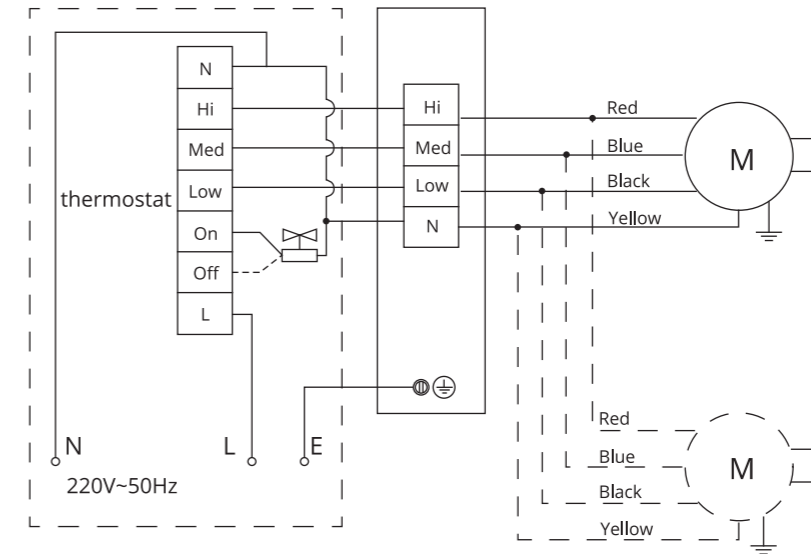 N
Hi
Med
Low
On
Off
L
thermostat
N
L
E
220V~50Hz
Hi
Med
Low
N
Red
Blue
Black
Yellow
M
Red
Blue
Black
Yellow
M